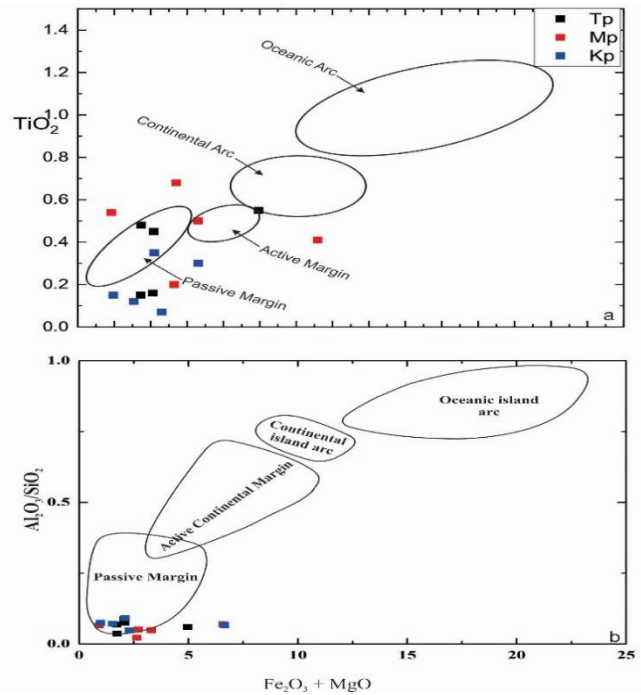 1.4
1.2
1.0
0.8
0.6
0.4
0.2
0.0
TiO₂
Tp
Mp
Kp
Oceanic Arc
Continental Arc
Active Margin
Passive Margin
a
1.0
0.5
0.0
Al₂O₃/SiO₂
Oceanic island
arc
Continental
island arc
Active Continental Margin
Passive Margin
b
0
5
10
15
20
25
Fe₂O₃ + MgO